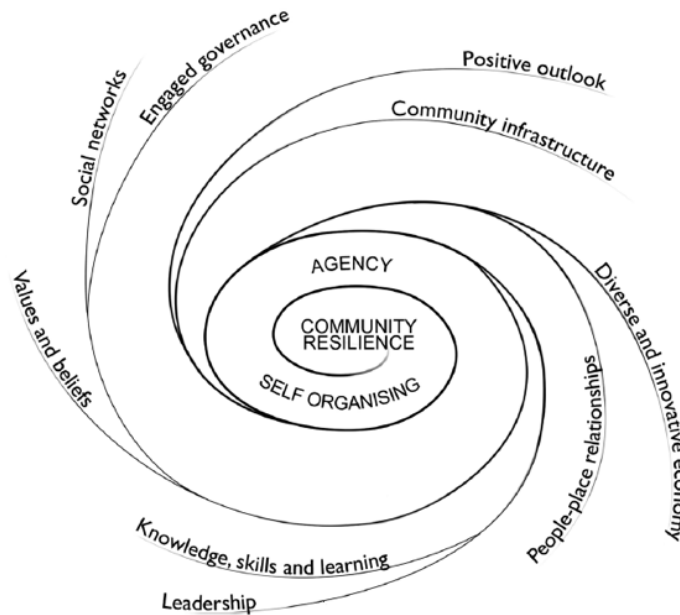 Engaged governance
Social networks
Positive outlook
Community infrastructure
AGENCY
COMMUNITY
RESILIENCE
SELF ORGANISING
Values and beliefs
Diverse and innovative economy
People-place relationships
Knowledge, skills and learning
Leadership